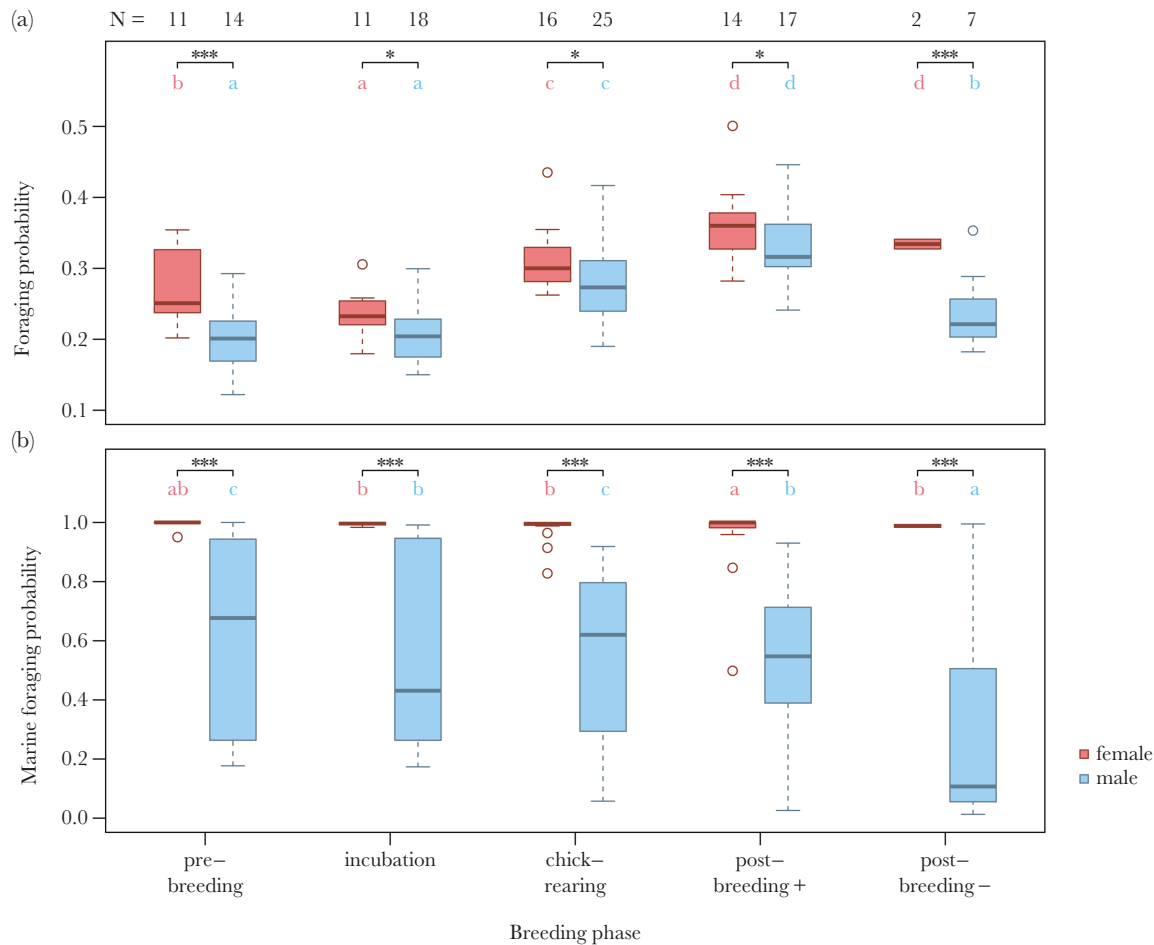 (a)
N = 11 14 11 18 16 25 14 17 2 7
*** * * * ***
b a a a c c d d d b
0.5
0.4
0.3
0.2
0.1
Foraging probability
(b)
*** *** *** *** ***
ab c b b b c a b b a
1.0
0.8
0.6
0.4
0.2
0.0
Marine foraging probability
female
male
pre– incubation chick– post– post–
breeding rearing breeding + breeding –
Breeding phase